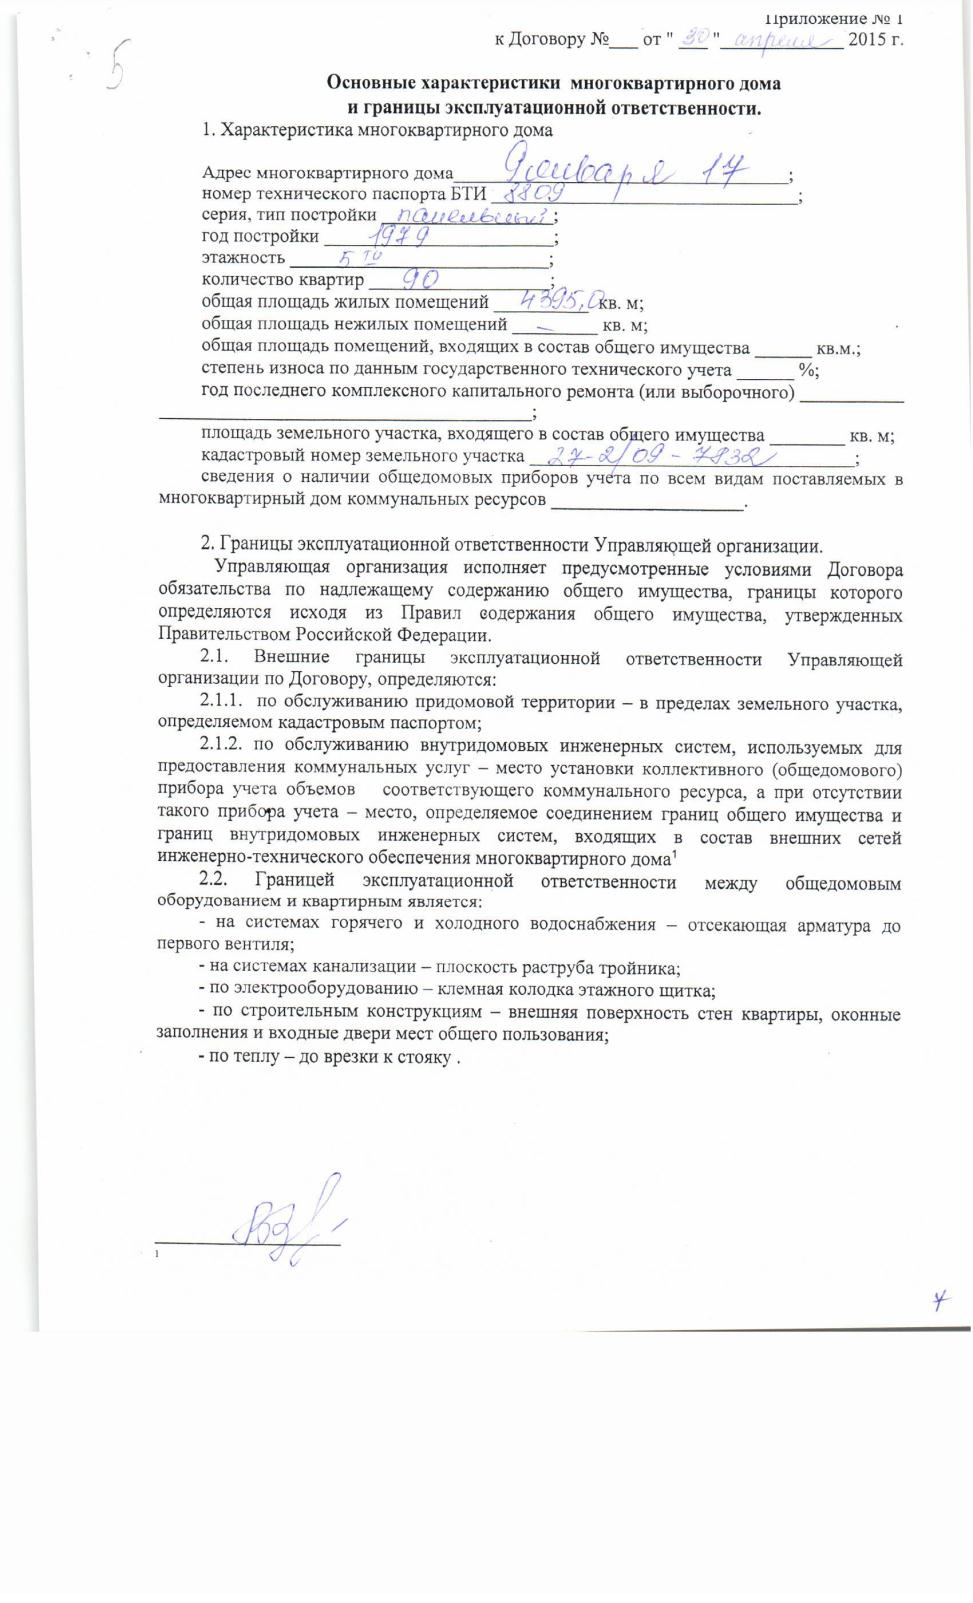 5
Приложение № 1
к Договору №___ от " 30 " апреля 2015 г.
Основные характеристики многоквартирного дома
и границы эксплуатационной ответственности.
1. Характеристика многоквартирного дома
Адрес многоквартирного дома 9 января 17;
номер технического паспорта БТИ 8809;
серия, тип постройки панельный;
год постройки 1979;
этажность 5 ти;
количество квартир 90;
общая площадь жилых помещений 4395,0 кв. м;
общая площадь нежилых помещений — кв. м;
общая площадь помещений, входящих в состав общего имущества ______ кв.м.;
степень износа по данным государственного технического учета ______ %;
год последнего комплексного капитального ремонта (или выборочного) ___________
_______________________________________;
площадь земельного участка, входящего в состав общего имущества _________ кв. м;
кадастровый номер земельного участка 27-2/09-7832;
сведения о наличии общедомовых приборов учета по всем видам поставляемых в
многоквартирный дом коммунальных ресурсов ____________________.
2. Границы эксплуатационной ответственности Управляющей организации.
Управляющая организация исполняет предусмотренные условиями Договора
обязательства по надлежащему содержанию общего имущества, границы которого
определяются исходя из Правил содержания общего имущества, утвержденных
Правительством Российской Федерации.
2.1. Внешние границы эксплуатационной ответственности Управляющей
организации по Договору, определяются:
2.1.1. по обслуживанию придомовой территории – в пределах земельного участка,
определяемом кадастровым паспортом;
2.1.2. по обслуживанию внутридомовых инженерных систем, используемых для
предоставления коммунальных услуг – место установки коллективного (общедомового)
прибора учета объемов соответствующего коммунального ресурса, а при отсутствии
такого прибора учета – место, определяемое соединением границ общего имущества и
границ внутридомовых инженерных систем, входящих в состав внешних сетей
инженерно-технического обеспечения многоквартирного дома¹
2.2. Границей эксплуатационной ответственности между общедомовым
оборудованием и квартирным является:
- на системах горячего и холодного водоснабжения – отсекающая арматура до
первого вентиля;
- на системах канализации – плоскость раструба тройника;
- по электрооборудованию – клемная колодка этажного щитка;
- по строительным конструкциям – внешняя поверхность стен квартиры, оконные
заполнения и входные двери мест общего пользования;
- по теплу – до врезки к стояку .
1
7